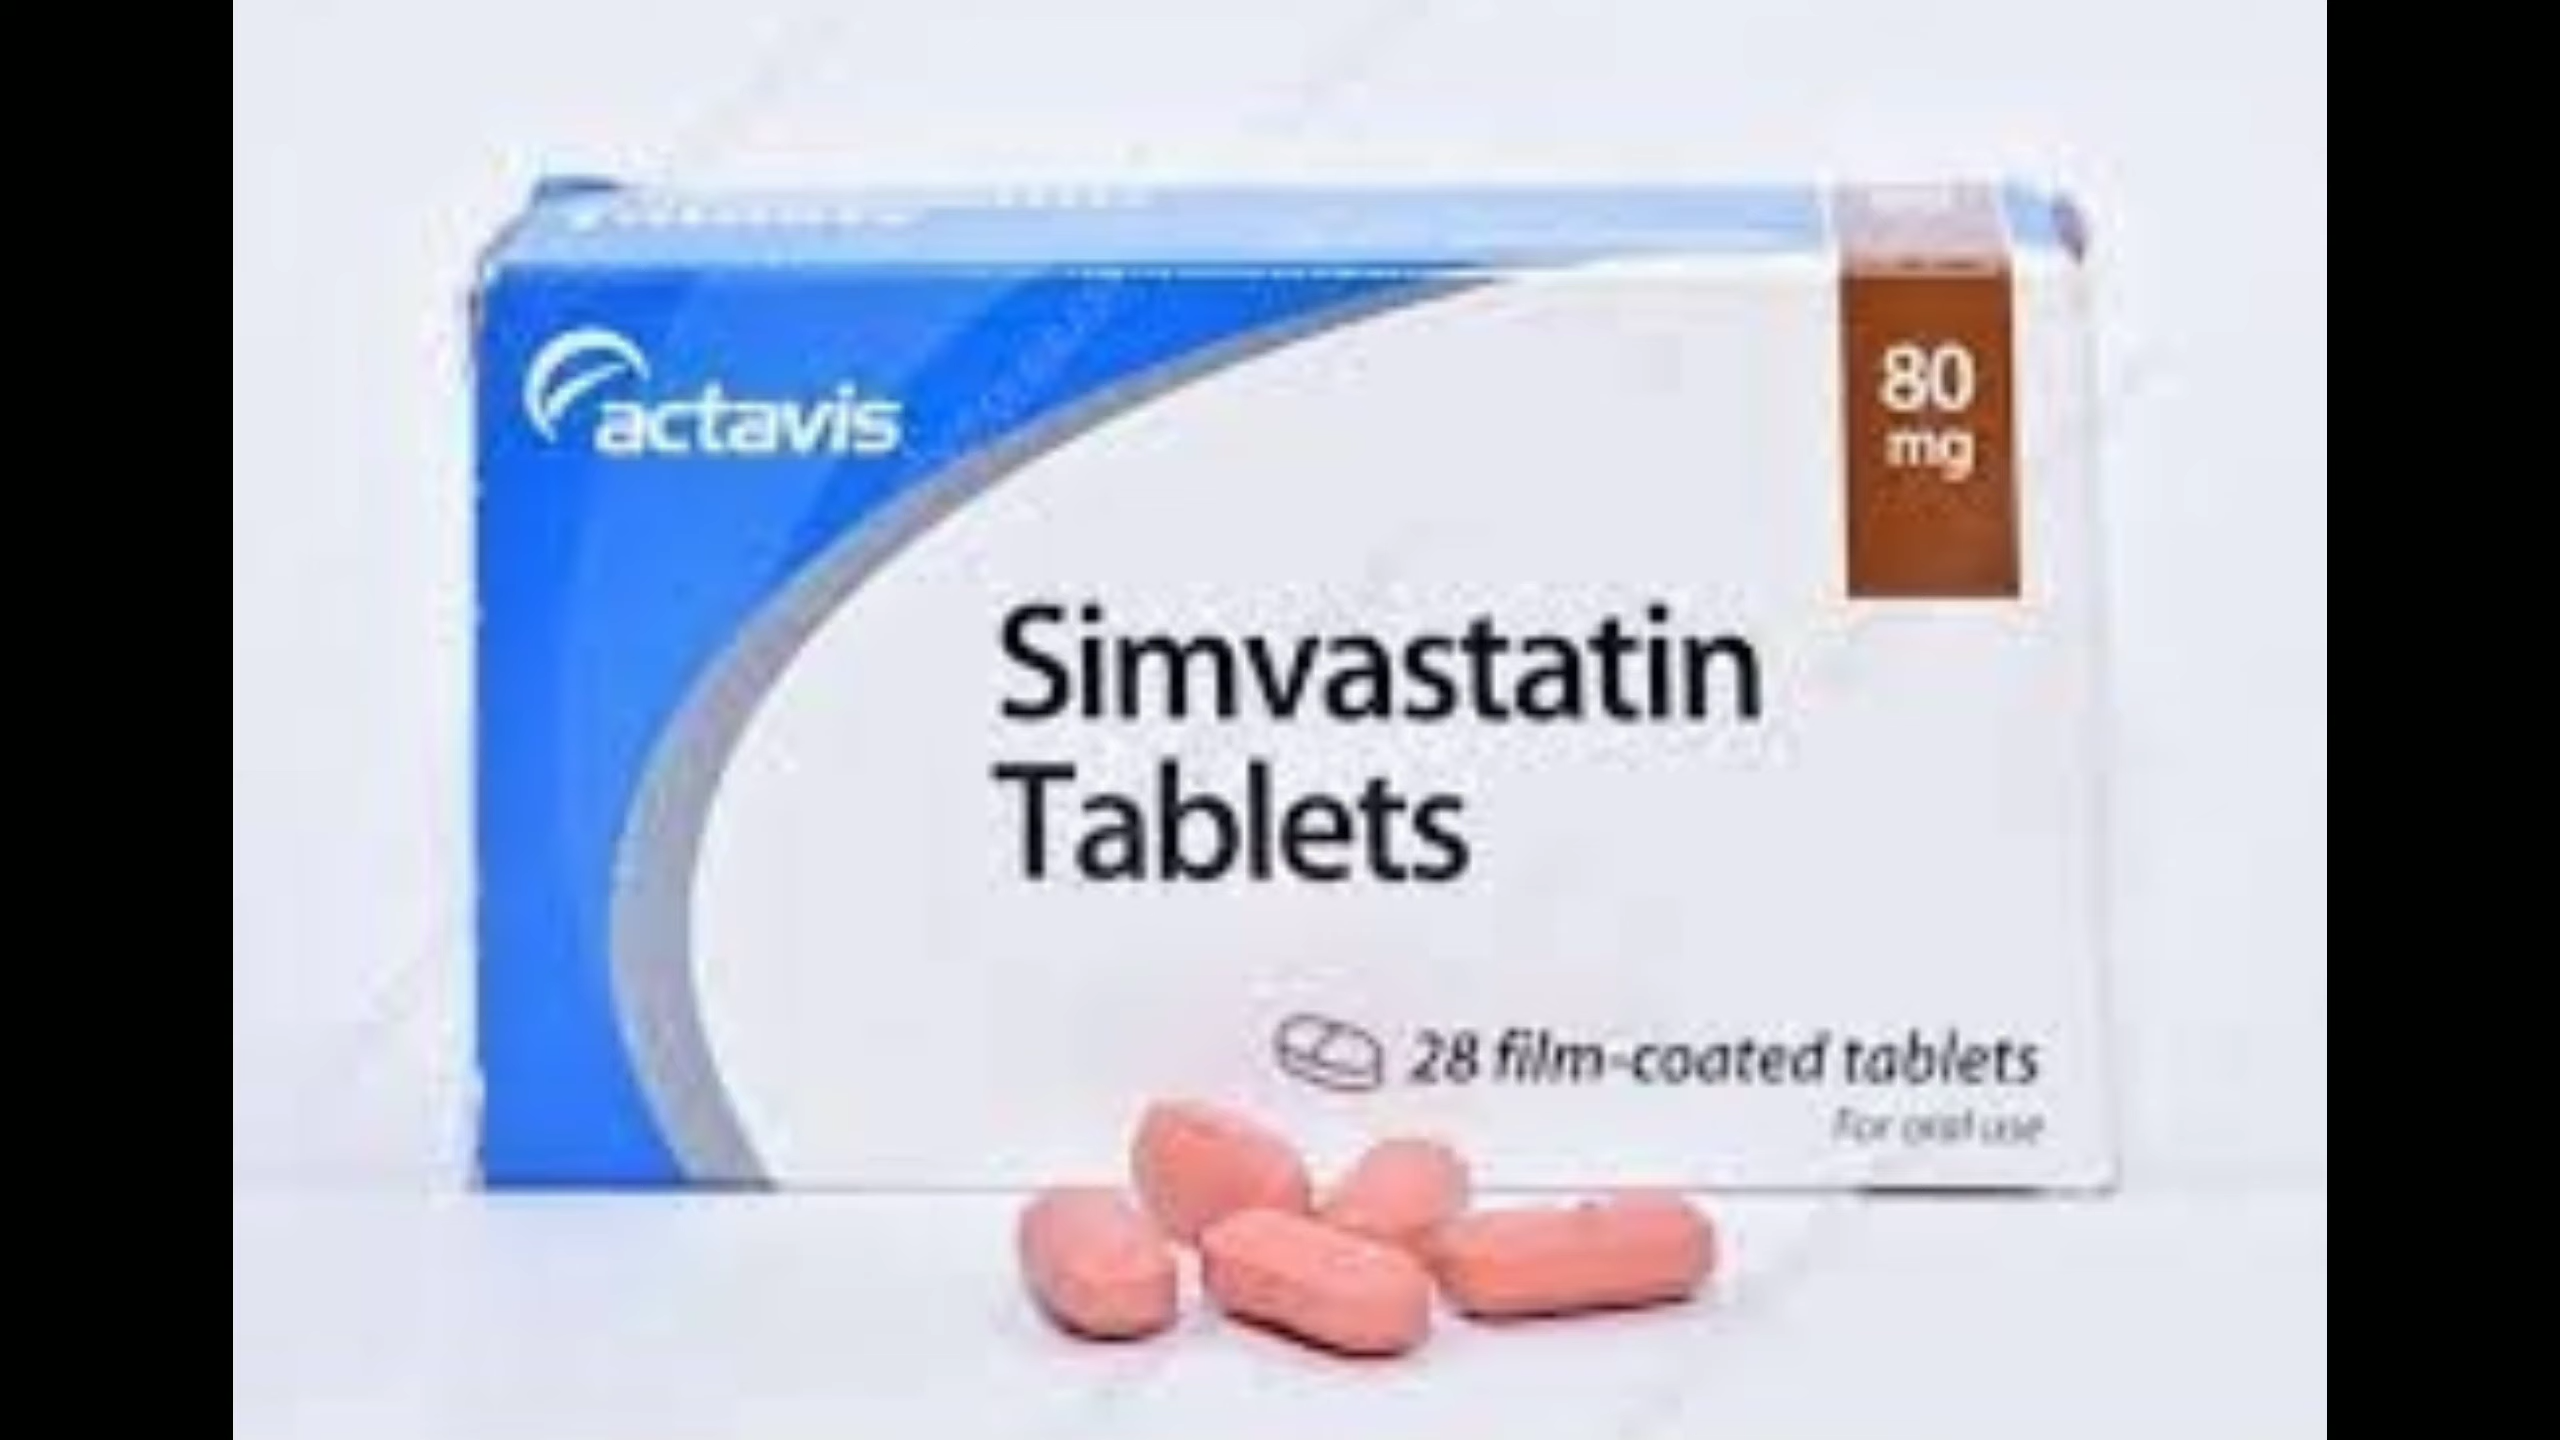 actavis
80
mg
Simvastatin
Tablets
28 film-coated tablets
For oral use